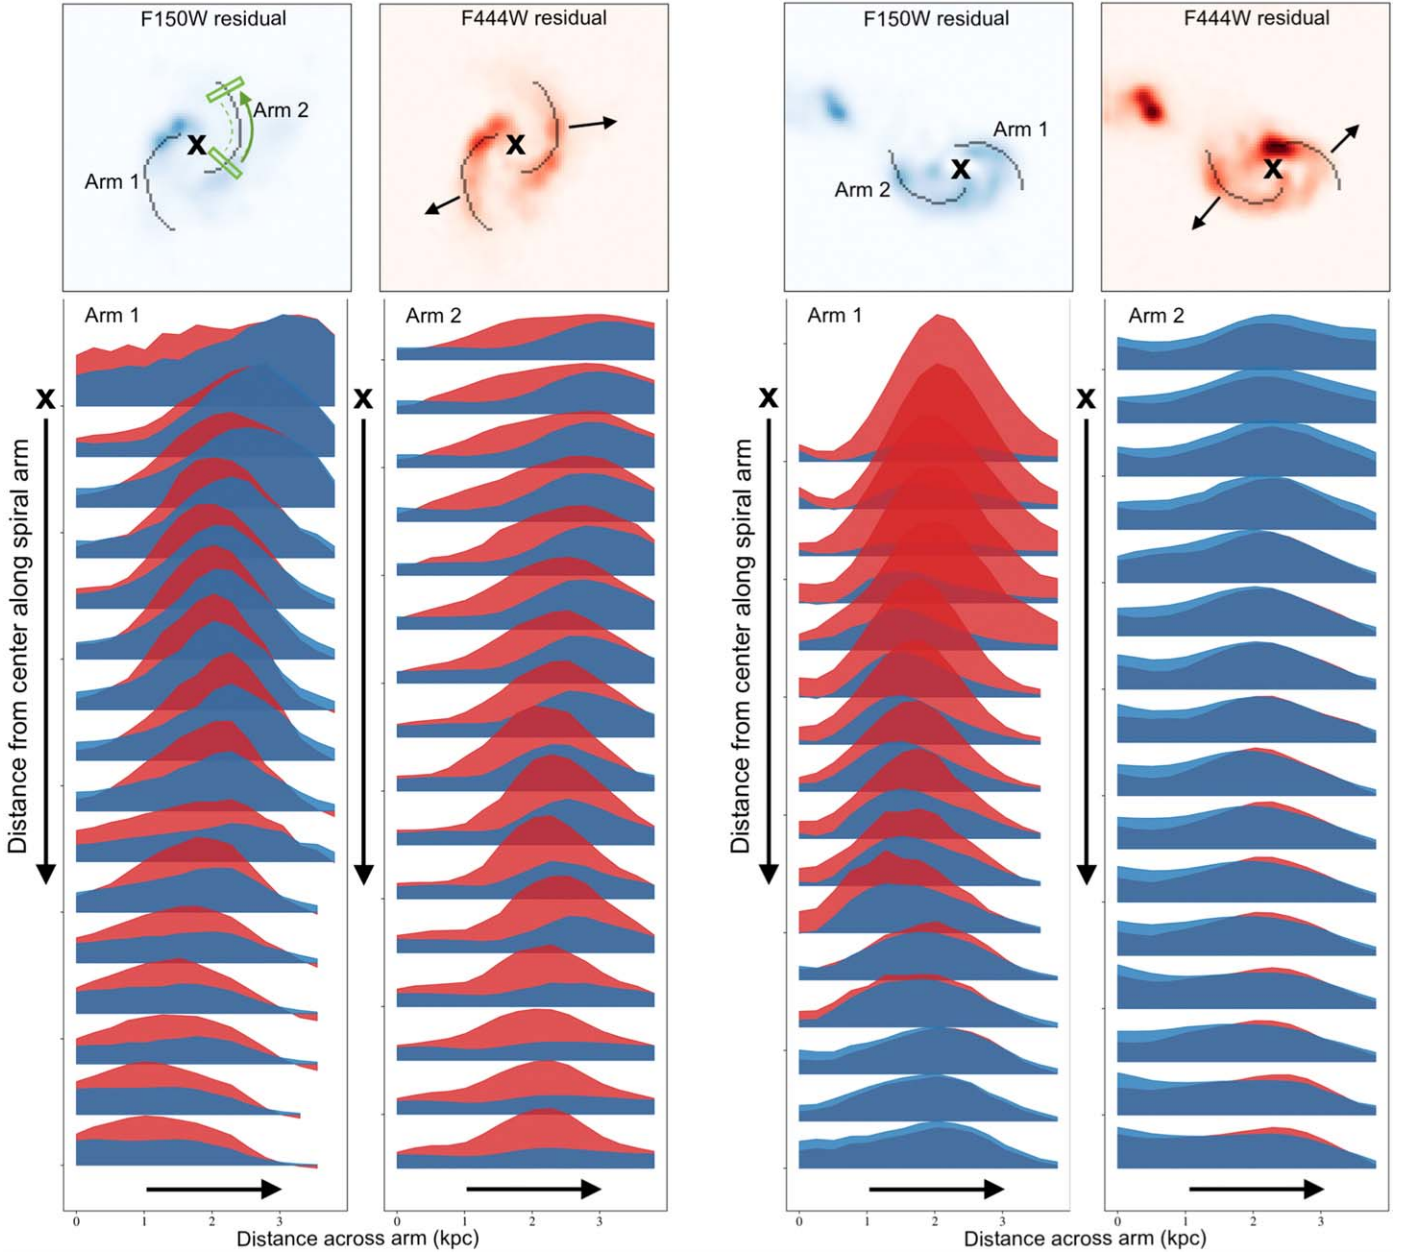 F150W residual
F444W residual
F150W residual
F444W residual
X
Arm 2
Arm 1
X
Arm 1
X
Arm 2
X
Arm 1
Arm 2
Arm 1
Arm 2
X
X
X
X
Distance from center along spiral arm
Distance from center along spiral arm
0 1 2 3
0 1 2 3
0 1 2 3
0 1 2 3
Distance across arm (kpc)
Distance across arm (kpc)